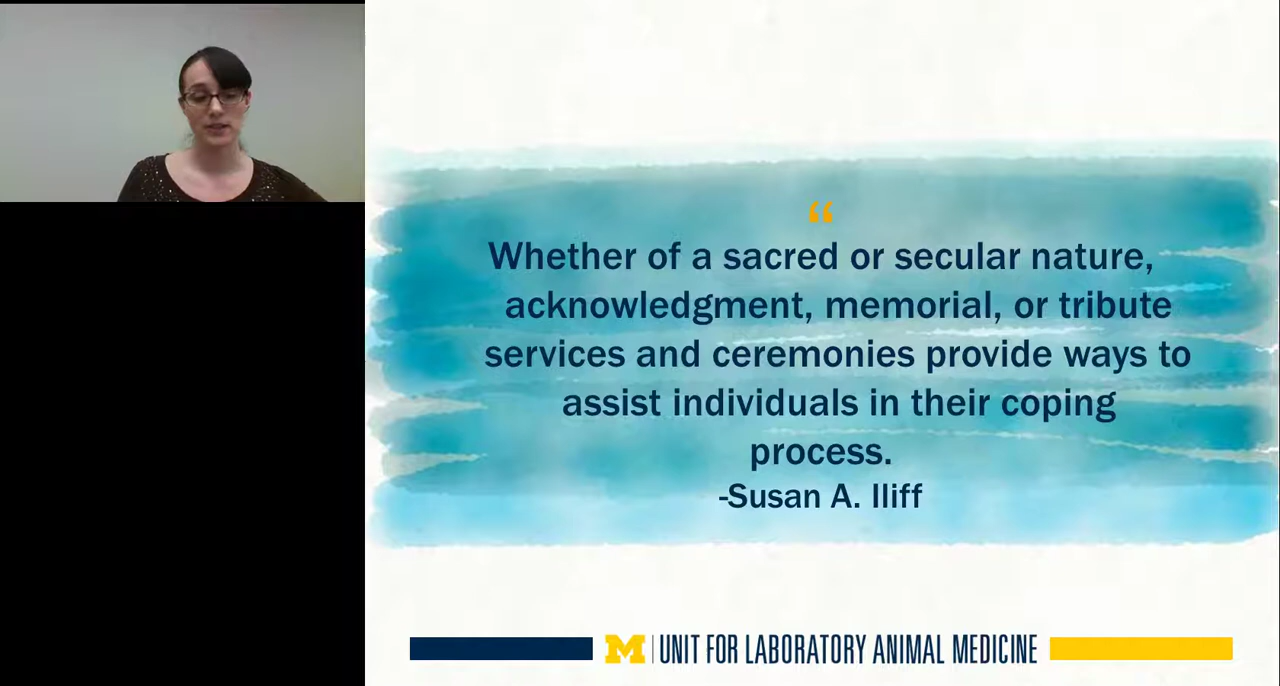 “
Whether of a sacred or secular nature,
acknowledgment, memorial, or tribute
services and ceremonies provide ways to
assist individuals in their coping
process.
-Susan A. Iliff
M UNIT FOR LABORATORY ANIMAL MEDICINE